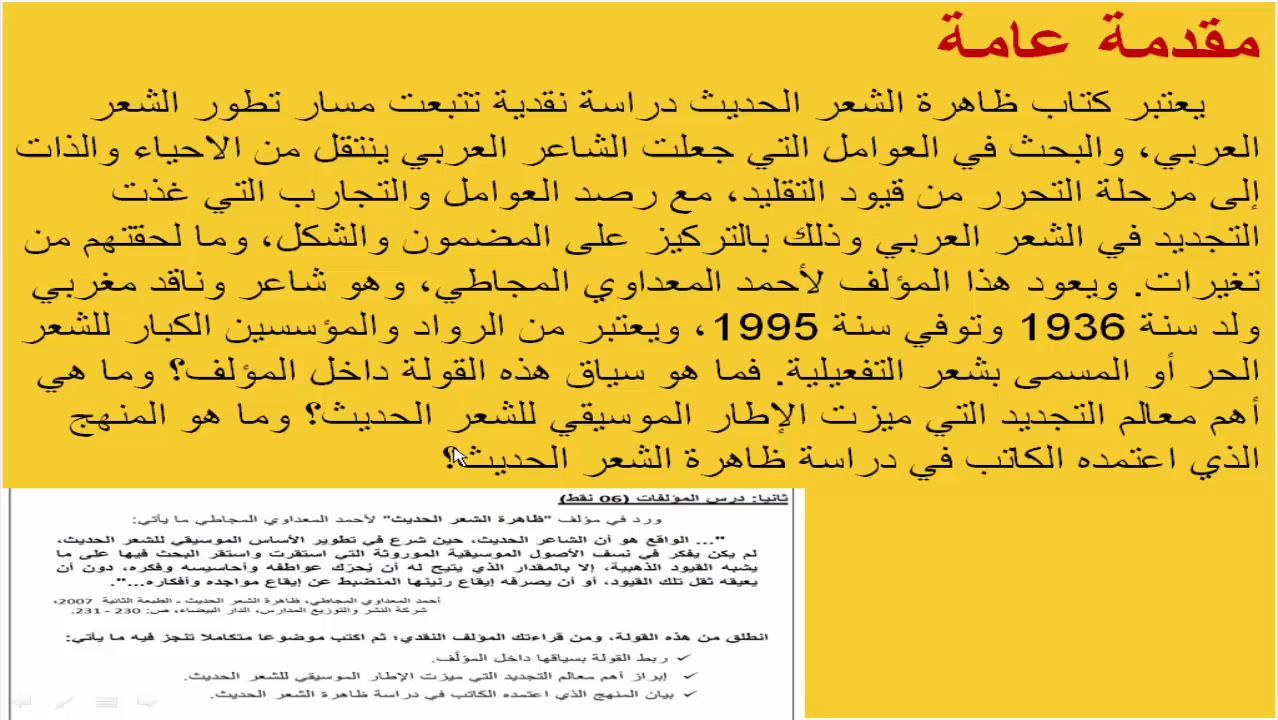 مقدمة عامة
يعتبر كتاب ظاهرة الشعر الحديث دراسة نقدية تتبعت مسار تطور الشعر
العربي، والبحث في العوامل التي جعلت الشاعر العربي ينتقل من الاحياء والذات
إلى مرحلة التحرر من قيود التقليد، مع رصد العوامل والتجارب التي غذت
التجديد في الشعر العربي وذلك بالتركيز على المضمون والشكل، وما لحقتهم من
تغيرات. ويعود هذا المؤلف لأحمد المعداوي المجاطي، وهو شاعر وناقد مغربي
ولد سنة 1936 وتوفي سنة 1995، ويعتبر من الرواد والمؤسسين الكبار للشعر
الحر أو المسمى بشعر التفعيلية. فما هو سياق هذه القولة داخل المؤلف؟ وما هي
أهم معالم التجديد التي ميزت الإطار الموسيقي للشعر الحديث؟ وما هو المنهج
الذي اعتمده الكاتب في دراسة ظاهرة الشعر الحديث؟
ثانيا: درس المؤلفات (06 نقط)
ورد في مؤلف "ظاهرة الشعر الحديث" لأحمد المعداوي المجاطي ما يأتي:
"... الواقع هو أن الشاعر الحديث، حين شرع في تطوير الأساس الموسيقي للشعر الحديث،
لم يكن يفكر في نسف الأصول الموسيقية الموروثة التي استقرت واستقر البحث فيها على ما
يشبه القيود الذهبية، إلا بالمقدار الذي يتيح له أن يُحرّك عواطفه وأحاسيسه وفكره، دون أن
يعيقه ثقل تلك القيود، أو أن يصرفه إيقاع رنينها المنضبط عن إيقاع مواجده وأفكاره...".
أحمد المعداوي المجاطي، ظاهرة الشعر الحديث ـ الطبعة الثانية 2007،
شركة النشر والتوزيع المدارس، الدار البيضاء، ص: 230 - 231.
انطلق من هذه القولة، ومن قراءتك المؤلف النقدي؛ ثم اكتب موضوعا متكاملا تنجز فيه ما يأتي:
✓ ربط القولة بسياقها داخل المؤلَّف.
✓ إبراز أهم معالم التجديد التي ميزت الإطار الموسيقي للشعر الحديث.
✓ بيان المنهج الذي اعتمده الكاتب في دراسة ظاهرة الشعر الحديث.